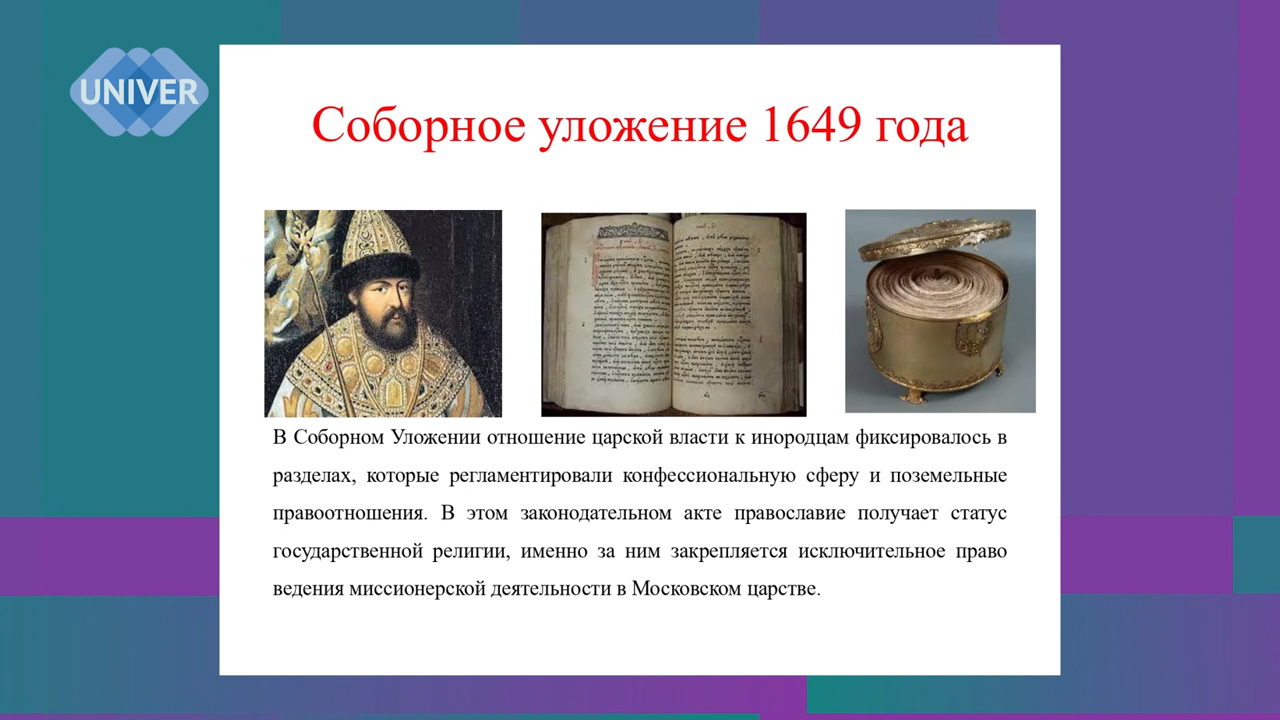 UNIVER
Соборное уложение 1649 года
В Соборном Уложении отношение царской власти к инородцам фиксировалось в
разделах, которые регламентировали конфессиональную сферу и поземельные
правоотношения. В этом законодательном акте православие получает статус
государственной религии, именно за ним закрепляется исключительное право
ведения миссионерской деятельности в Московском царстве.